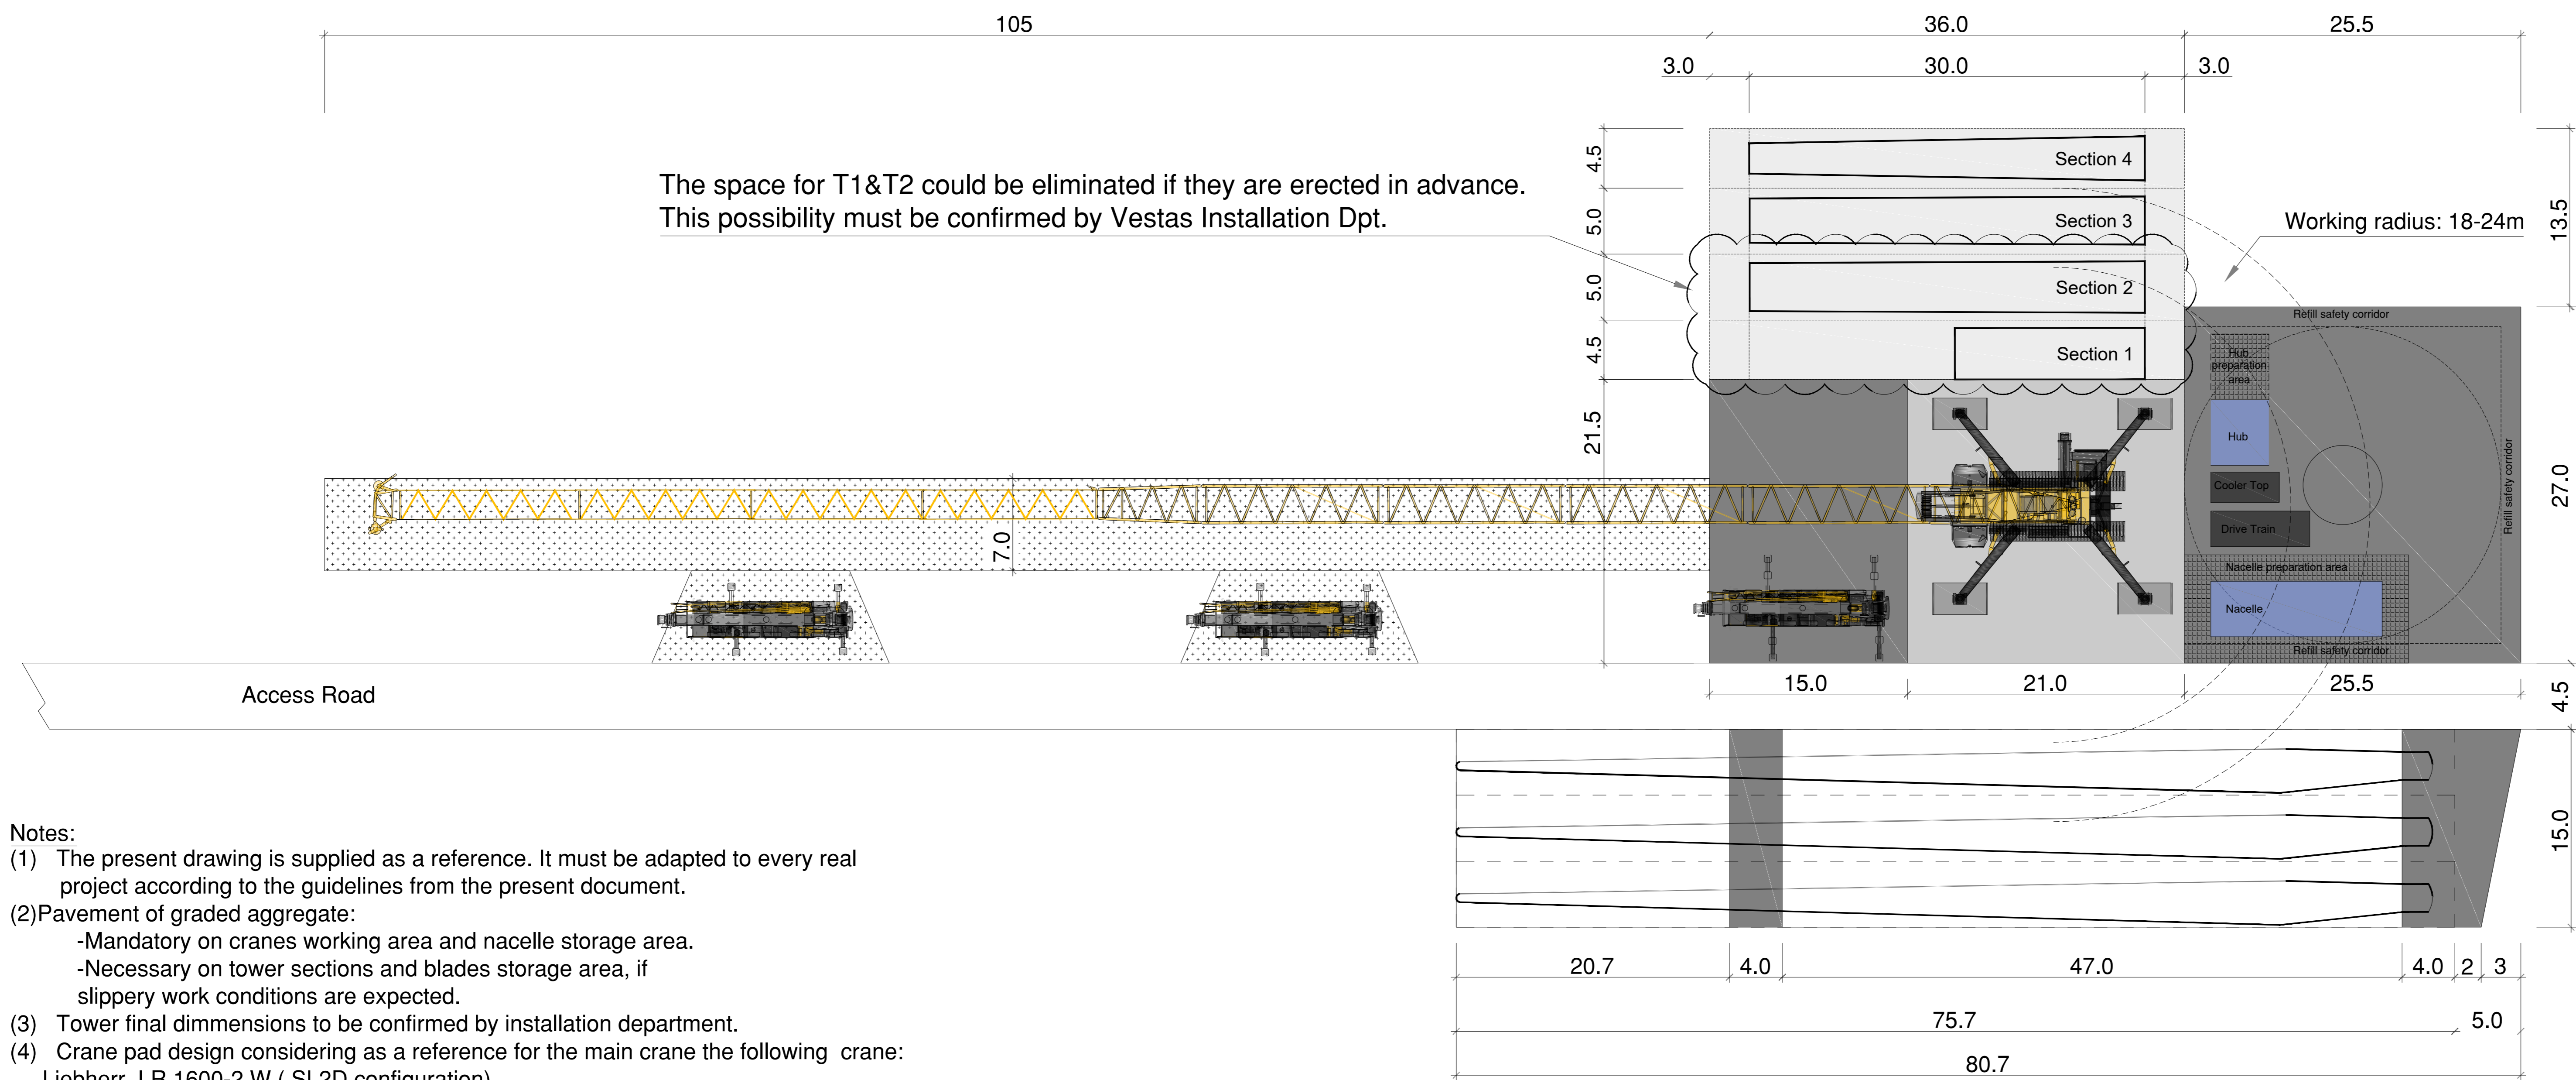 105
36.0
25.5
3.0
30.0
3.0
The space for T1&T2 could be eliminated if they are erected in advance.
This possibility must be confirmed by Vestas Installation Dpt.
4.5
5.0
5.0
4.5
21.5
Section 4
Section 3
Section 2
Section 1
Working radius: 18-24m
13.5
27.0
Refill safety corridor
Hub
preparation
area
Hub
Cooler Top
Drive Train
Nacelle preparation area
Nacelle
Refill safety corridor
Refill safety corridor
7.0
Access Road
15.0
21.0
25.5
4.5
15.0
20.7
4.0
47.0
4.0
2
3
75.7
5.0
80.7
Notes:
(1) The present drawing is supplied as a reference. It must be adapted to every real
project according to the guidelines from the present document.
(2)Pavement of graded aggregate:
-Mandatory on cranes working area and nacelle storage area.
-Necessary on tower sections and blades storage area, if
slippery work conditions are expected.
(3) Tower final dimmensions to be confirmed by installation department.
(4) Crane pad design considering as a reference for the main crane the following crane:
Liebherr LR 1600-2 W ( SL2D configuration)